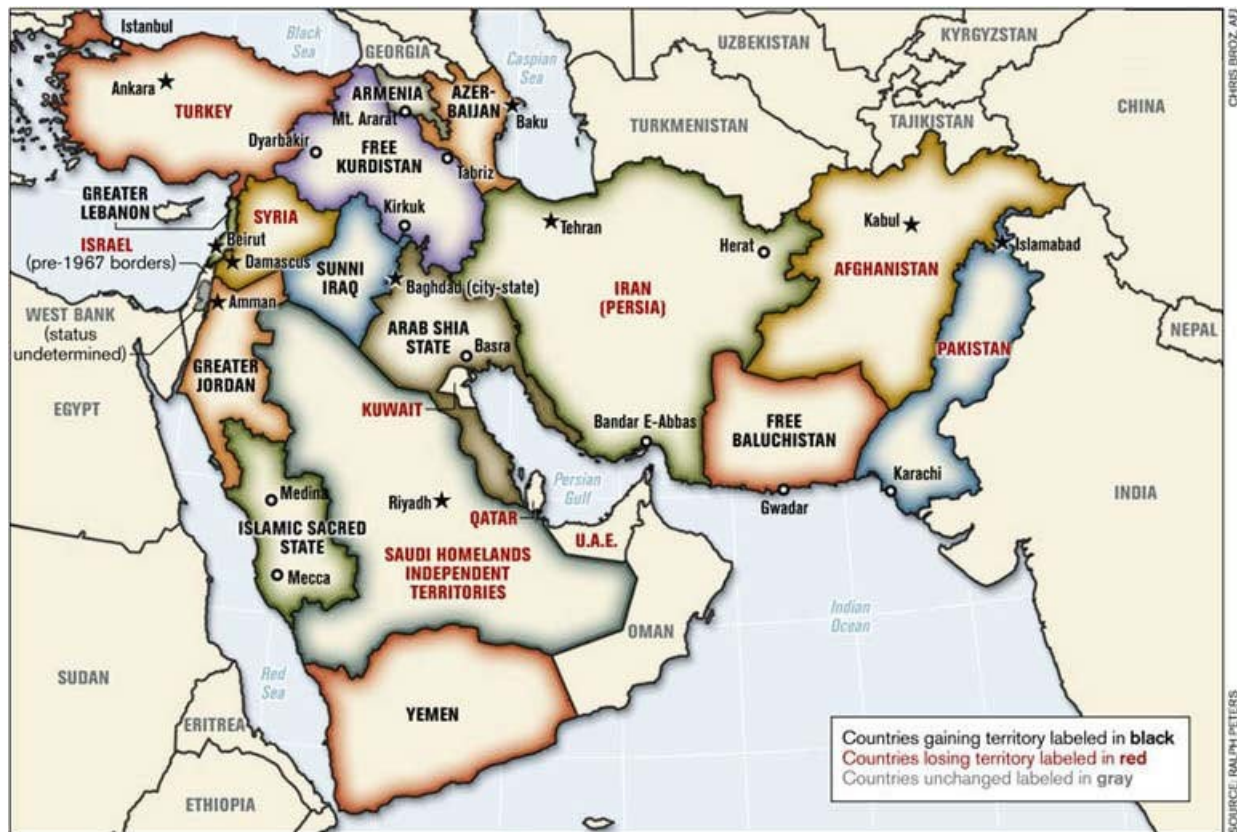 Istanbul
Black
Sea
GEORGIA
Caspian
Sea
UZBEKISTAN
KYRGYZSTAN
CHRIS BROZ, AFJ
Ankara
TURKEY
ARMENIA
AZER-
BAIJAN
Mt. Ararat
Baku
TURKMENISTAN
TAJIKISTAN
CHINA
Dyarbakir
FREE
KURDISTAN
Tabriz
GREATER
LEBANON
SYRIA
Kirkuk
Tehran
Herat
Kabul
Islamabad
ISRAEL
(pre-1967 borders)
Beirut
Damascus
SUNNI
IRAQ
Baghdad (city-state)
IRAN
(PERSIA)
AFGHANISTAN
WEST BANK
(status
undetermined)
Amman
ARAB SHIA
STATE
Basra
NEPAL
PAKISTAN
GREATER
JORDAN
EGYPT
KUWAIT
Bandar E-Abbas
FREE
BALUCHISTAN
Karachi
Persian
Gulf
Gwadar
INDIA
Medina
Riyadh
QATAR
ISLAMIC SACRED
STATE
U.A.E.
SAUDI HOMELANDS
INDEPENDENT
TERRITORIES
Mecca
Indian
Ocean
OMAN
SUDAN
Red
Sea
YEMEN
ERITREA
ETHIOPIA
Countries gaining territory labeled in black
Countries losing territory labeled in red
Countries unchanged labeled in gray
SOURCE: RALPH PETERS